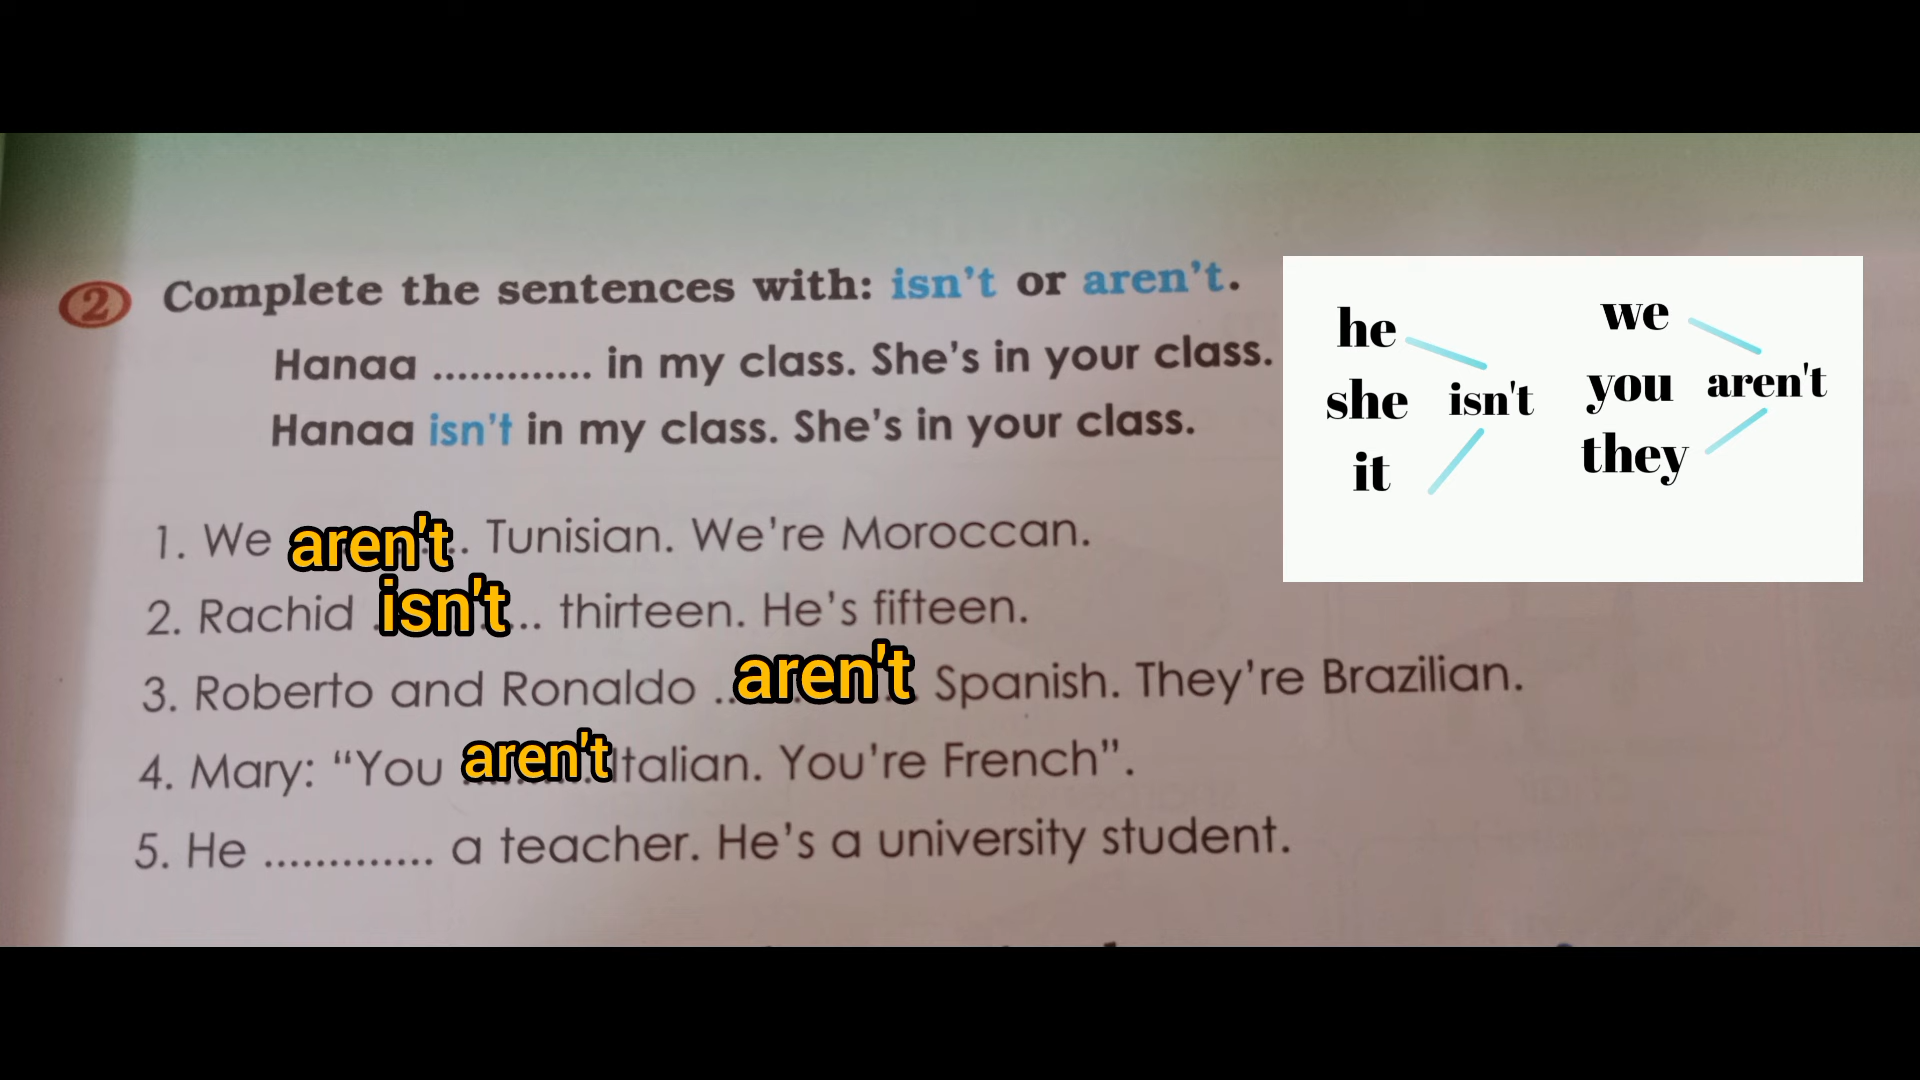 2 Complete the sentences with: isn't or aren't.
Hanaa ............. in my class. She's in your class.
Hanaa isn't in my class. She's in your class.
1. We aren't .. Tunisian. We're Moroccan.
2. Rachid . isn't ... thirteen. He's fifteen.
3. Roberto and Ronaldo .. aren't Spanish. They're Brazilian.
4. Mary: “You aren't Italian. You're French”.
5. He ............. a teacher. He's a university student.
he
she
it
isn't
we
you
they
aren't